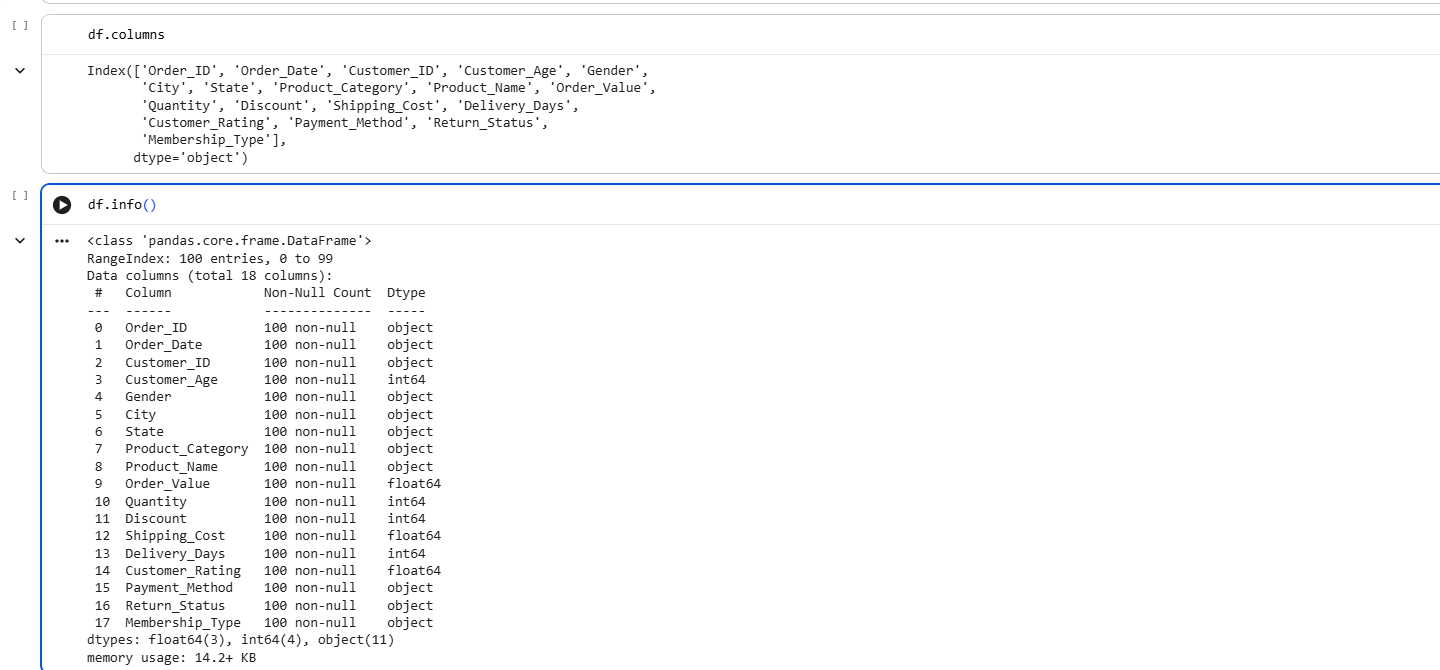 [ ]
df.columns
Index(['Order_ID', 'Order_Date', 'Customer_ID', 'Customer_Age', 'Gender',
       'City', 'State', 'Product_Category', 'Product_Name', 'Order_Value',
       'Quantity', 'Discount', 'Shipping_Cost', 'Delivery_Days',
       'Customer_Rating', 'Payment_Method', 'Return_Status',
       'Membership_Type'],
      dtype='object')
[ ]
df.info()
<class 'pandas.core.frame.DataFrame'>
RangeIndex: 100 entries, 0 to 99
Data columns (total 18 columns):
 #   Column            Non-Null Count  Dtype
---  ------            --------------  -----
 0   Order_ID          100 non-null    object
 1   Order_Date        100 non-null    object
 2   Customer_ID       100 non-null    object
 3   Customer_Age      100 non-null    int64
 4   Gender            100 non-null    object
 5   City              100 non-null    object
 6   State             100 non-null    object
 7   Product_Category  100 non-null    object
 8   Product_Name      100 non-null    object
 9   Order_Value       100 non-null    float64
 10  Quantity          100 non-null    int64
 11  Discount          100 non-null    int64
 12  Shipping_Cost     100 non-null    float64
 13  Delivery_Days     100 non-null    int64
 14  Customer_Rating   100 non-null    float64
 15  Payment_Method    100 non-null    object
 16  Return_Status     100 non-null    object
 17  Membership_Type   100 non-null    object
dtypes: float64(3), int64(4), object(11)
memory usage: 14.2+ KB